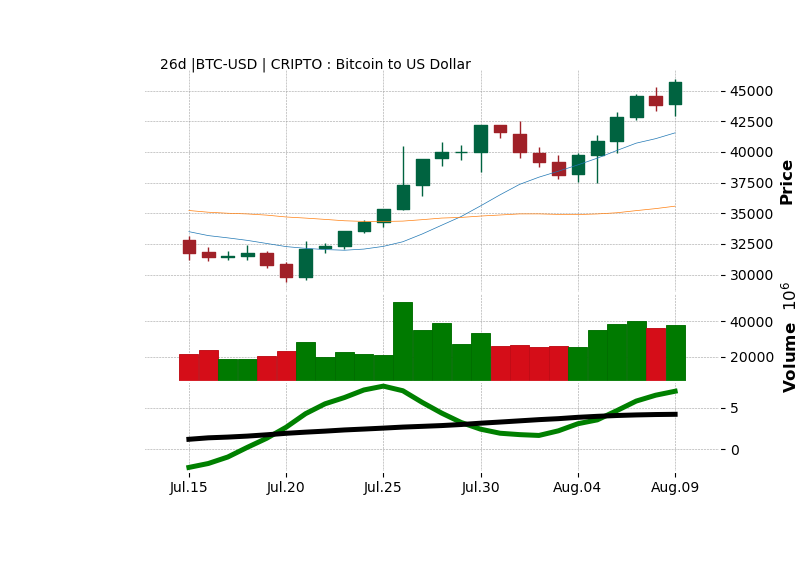 26d |BTC-USD | CRIPTO : Bitcoin to US Dollar
45000
42500
40000
37500
35000
32500
30000
Price
40000
20000
Volume 10^6
5
0
Jul.15 Jul.20 Jul.25 Jul.30 Aug.04 Aug.09